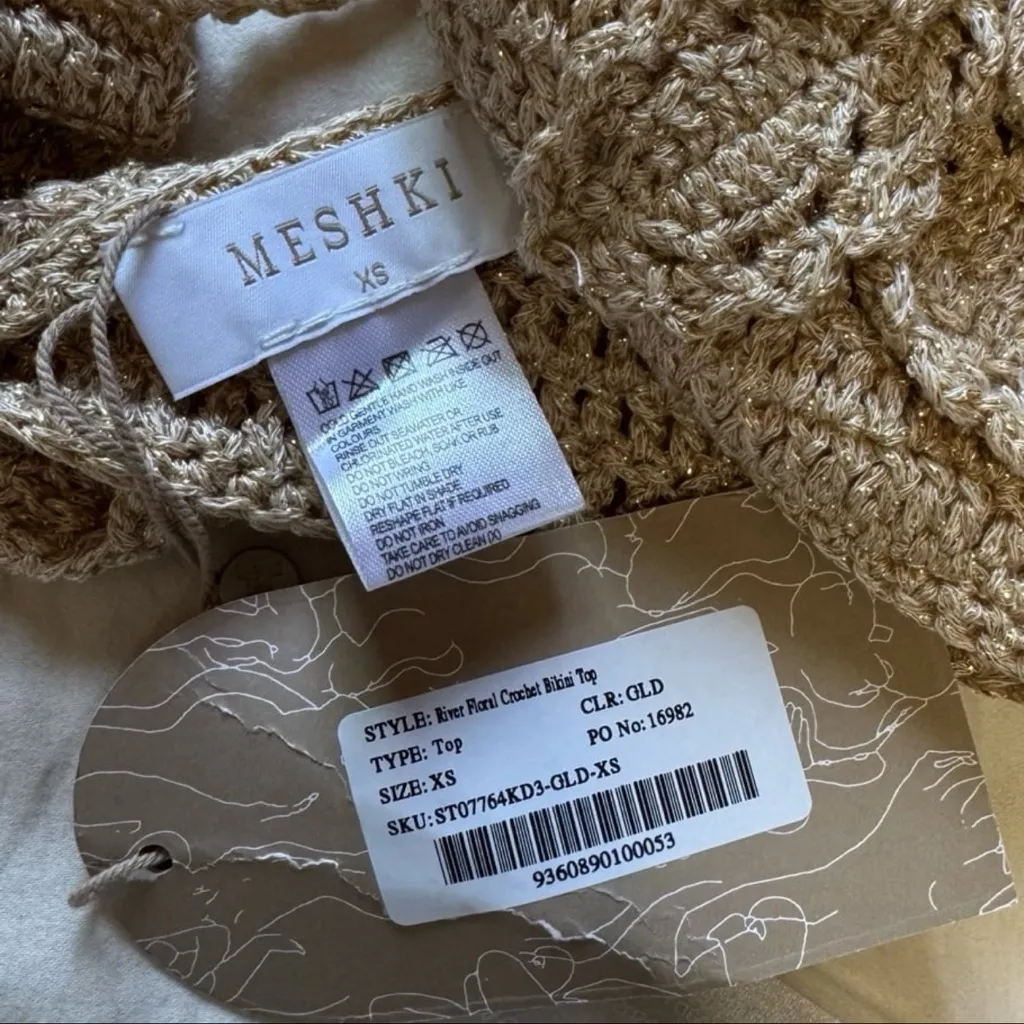 MESHKI
XS
COLD GENTLE HAND WASH INSIDE OUT
IN GARMENT WASH WITH LIKE
COLOURS
RINSE OUT SEAWATER OR
CHLORINATED WATER AFTER USE
DO NOT BLEACH, SOAK OR RUB
DO NOT WRING
DO NOT TUMBLE DRY
DRY FLAT IN SHADE
RESHAPE FLAT IF REQUIRED
DO NOT IRON
TAKE CARE TO AVOID SNAGGING
DO NOT DRY CLEAN (X)
STYLE: River Floral Crochet Bikini Top
TYPE: Top CLR: GLD
SIZE: XS PO No: 16982
SKU: ST07764KD3-GLD-XS
9360890100053